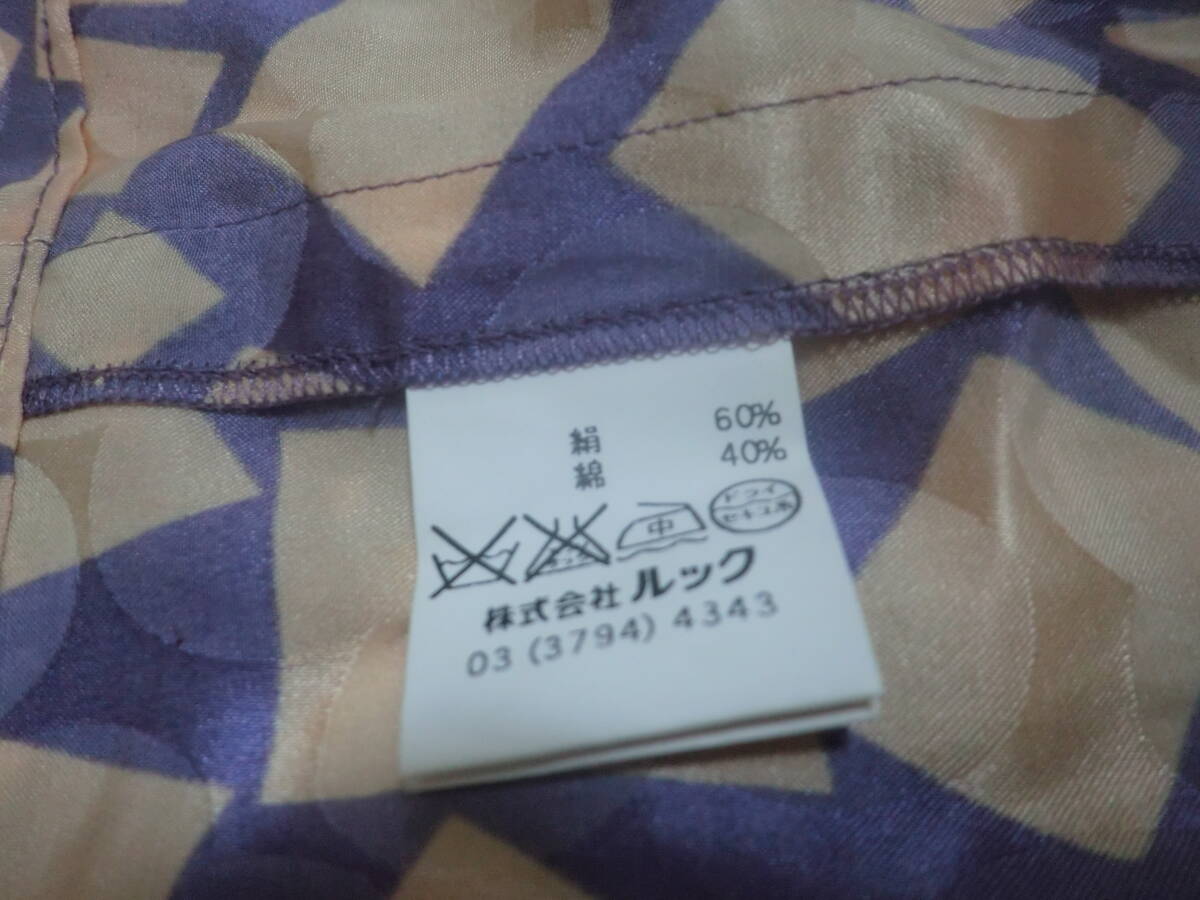 絹 60%
綿 40%
中 ドライ
セキユ系
株式会社 ルック
03 (3794) 4343